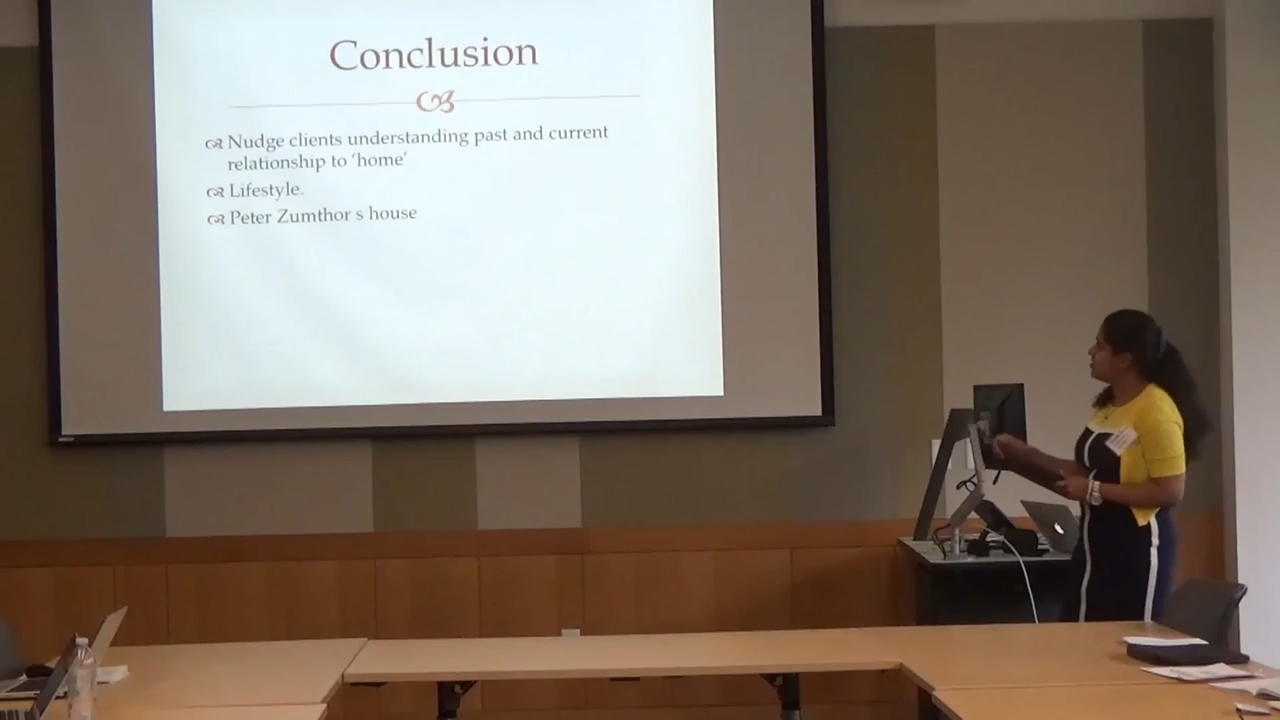 Conclusion
Nudge clients understanding past and current
relationship to 'home'
Lifestyle.
Peter Zumthor s house